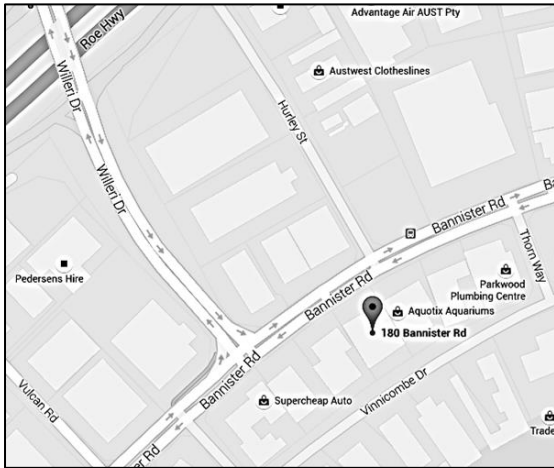 Advantage Air AUST Pty
Roe Hwy
Austwest Clotheslines
Willeri Dr
Hurley St
Willeri Dr
Bannister Rd
Ba
Thorn Way
Pedersens Hire
Parkwood
Plumbing Centre
Bannister Rd
Aquotix Aquariums
180 Bannister Rd
Bannister Rd
Vulcan Rd
Supercheap Auto
Vinnicombe Dr
Trade
ter Rd